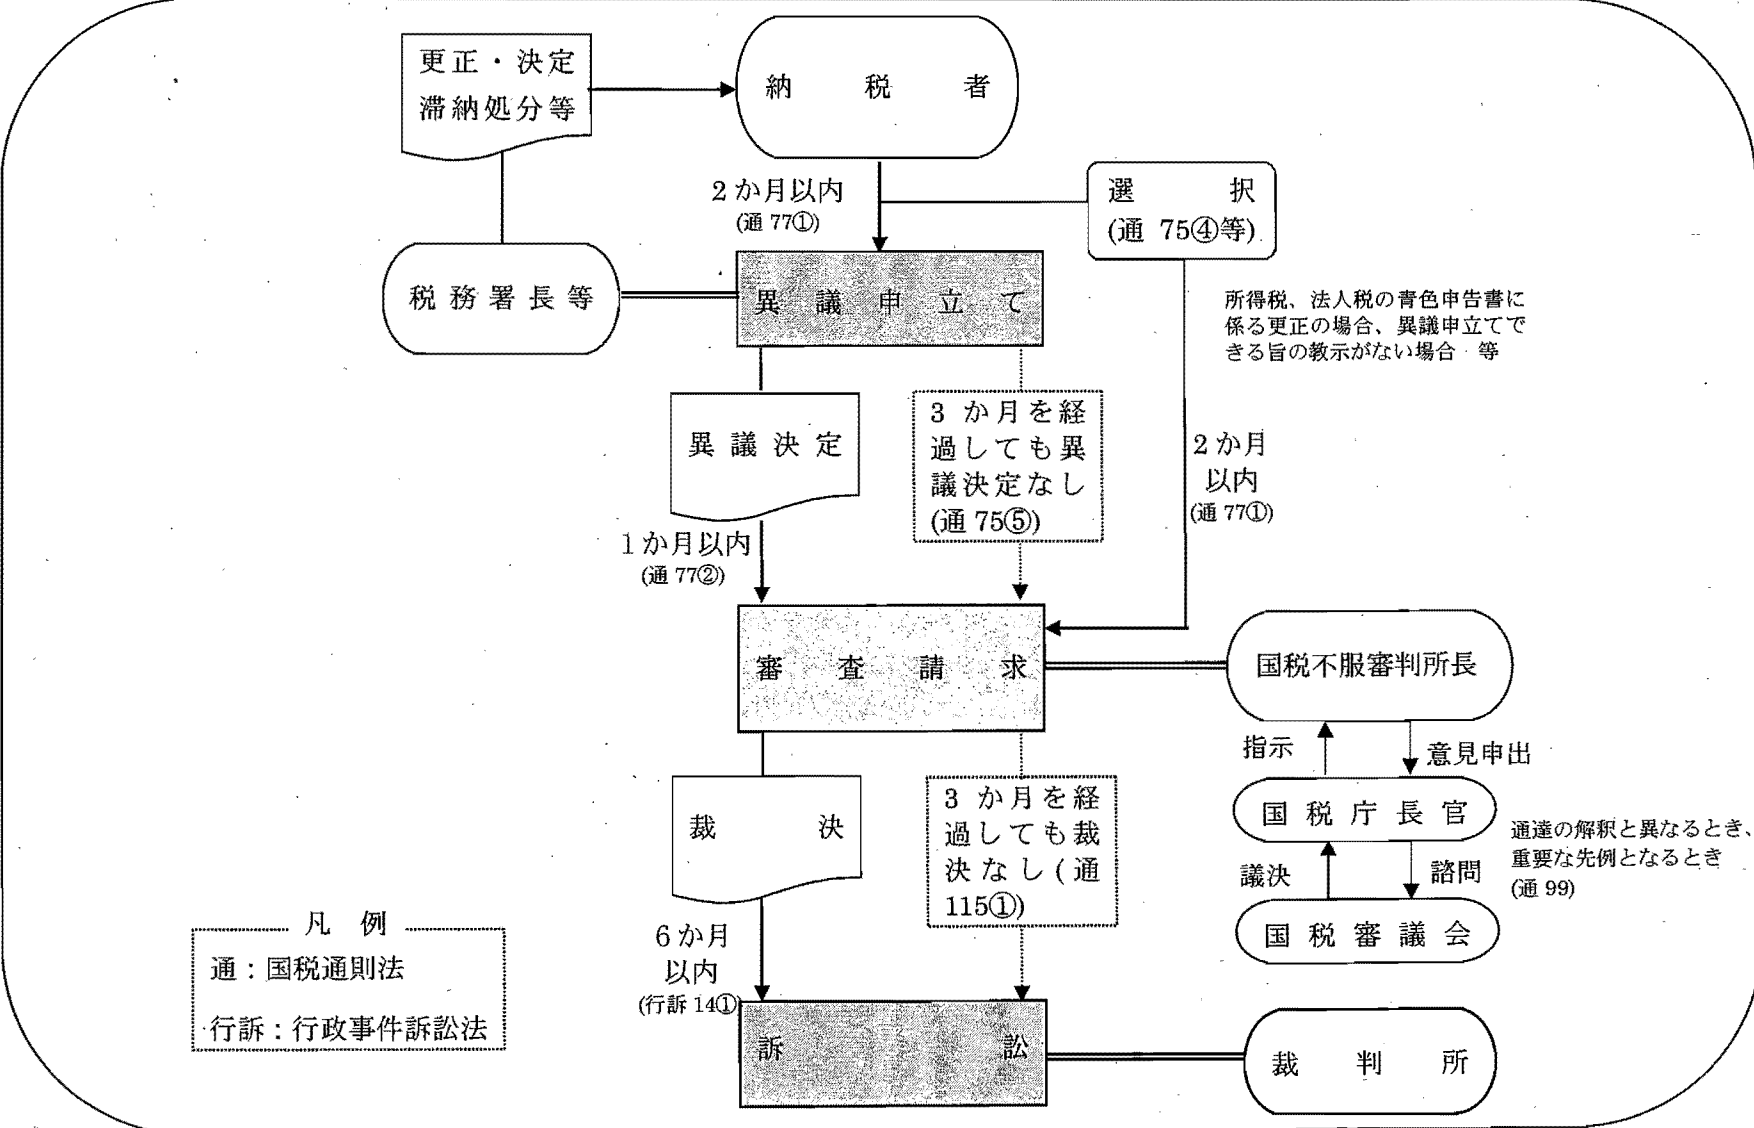 更正・決定
滞納処分等
納税者
2か月以内
(通 77①)
選択
(通 75④等)
税務署長等
異議申立て
所得税、法人税の青色申告書に
係る更正の場合、異議申立てで
きる旨の教示がない場合 等
異議決定
3か月を経
過しても異
議決定なし
(通 75⑤)
2か月
以内
(通 77①)
1か月以内
(通 77②)
審査請求
国税不服審判所長
指示
意見申出
国税庁長官
通達の解釈と異なるとき、
重要な先例となるとき
(通 99)
議決
諮問
国税審議会
裁決
3か月を経
過しても裁
決なし(通
115①)
6か月
以内
(行訴 14①)
凡例
通：国税通則法
行訴：行政事件訴訟法
訴訟
裁判所